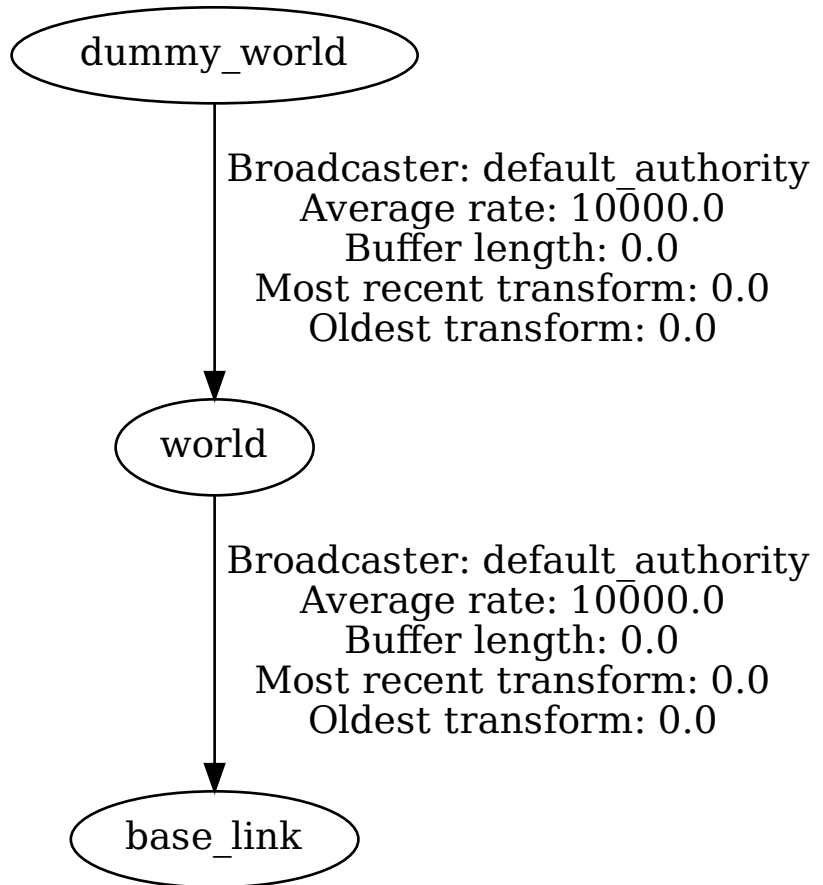 dummy_world
Broadcaster: default_authority
Average rate: 10000.0
Buffer length: 0.0
Most recent transform: 0.0
Oldest transform: 0.0
world
Broadcaster: default_authority
Average rate: 10000.0
Buffer length: 0.0
Most recent transform: 0.0
Oldest transform: 0.0
base_link